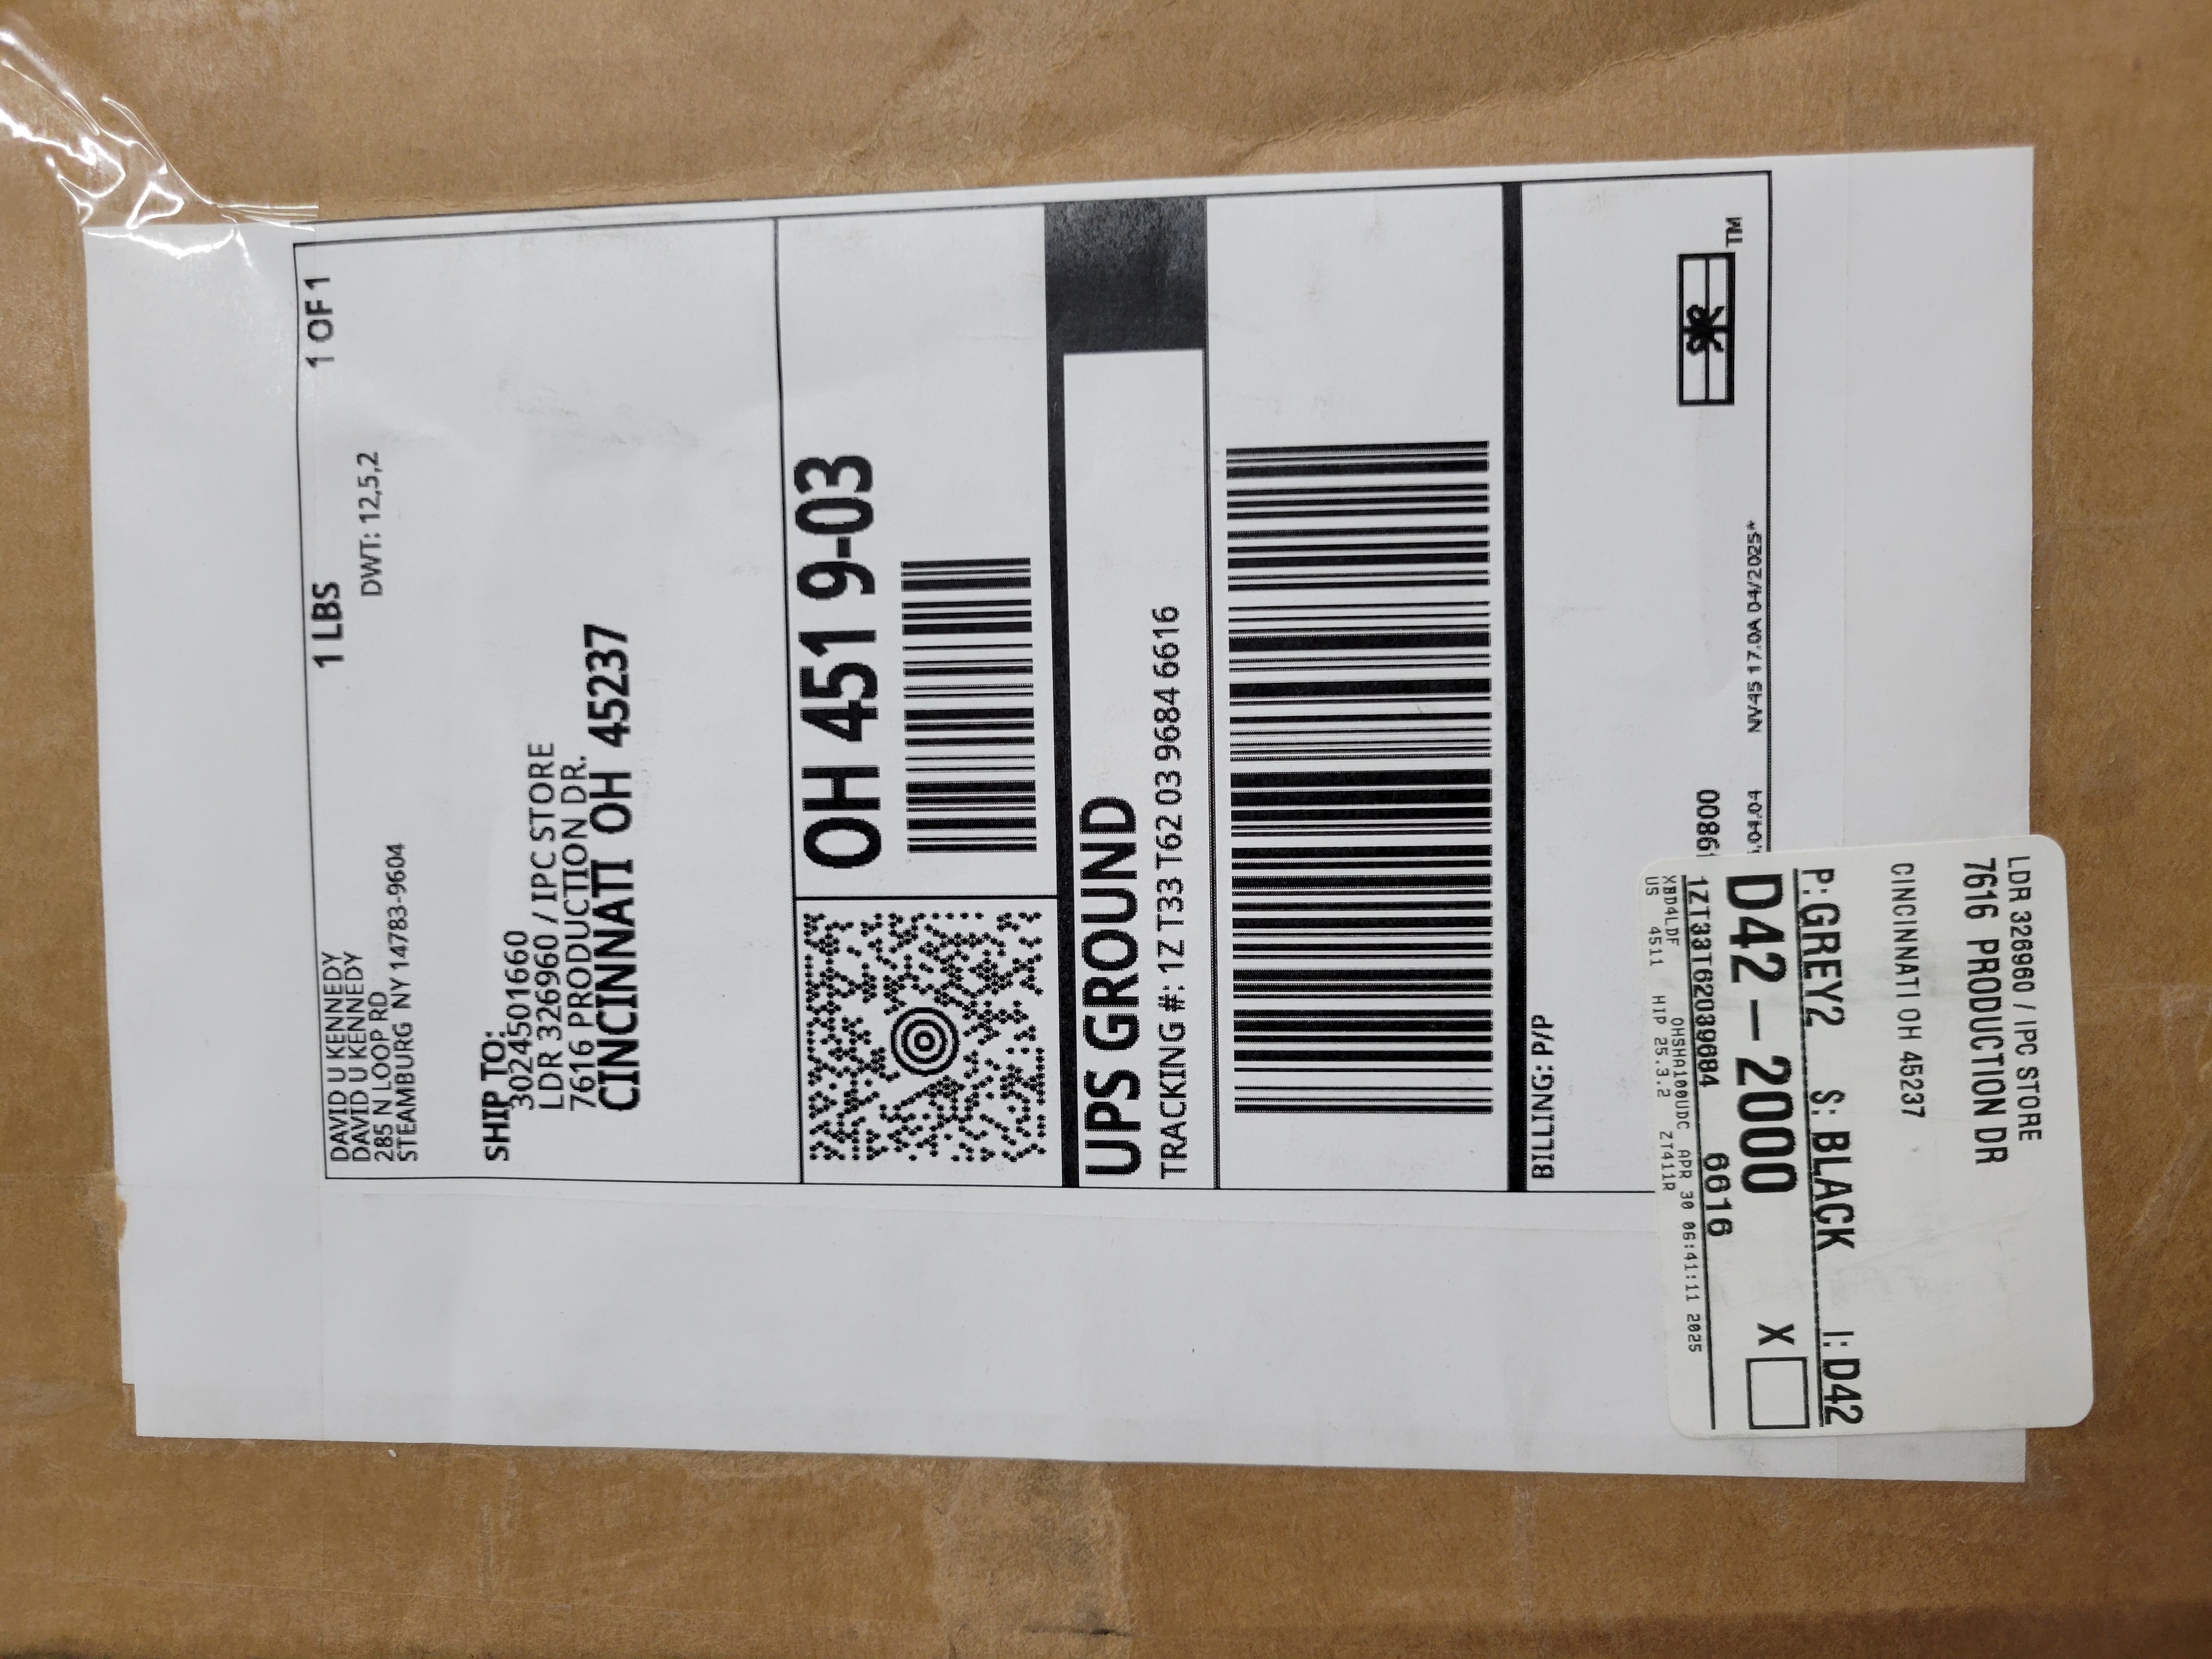 DAVID U KENNEDY
DAVID U KENNEDY
285 N LOOP RD
STEAMBURG NY 14783-9604
1 LBS
1 OF 1
DWT: 12,5,2
SHIP TO:
3024501660
LDR 326960 / IPC STORE
7616 PRODUCTION DR.
CINCINNATI OH 45237
OH 451 9-03
UPS GROUND
TRACKING #: 1Z T33 T62 03 9684 6616
BILLING: P/P
TM
NV45 17.0A 04/2025*
US 4511 HIP 25.3.2 ZT411R
XBD4LDF OHSHA100UDC APR 30 06:41:11 2025
1ZT33T62039684 6616
D42-2000 X
P: GREY2 S: BLACK I: D42
CINCINNATI OH 45237
7616 PRODUCTION DR
LDR 326960 / IPC STORE